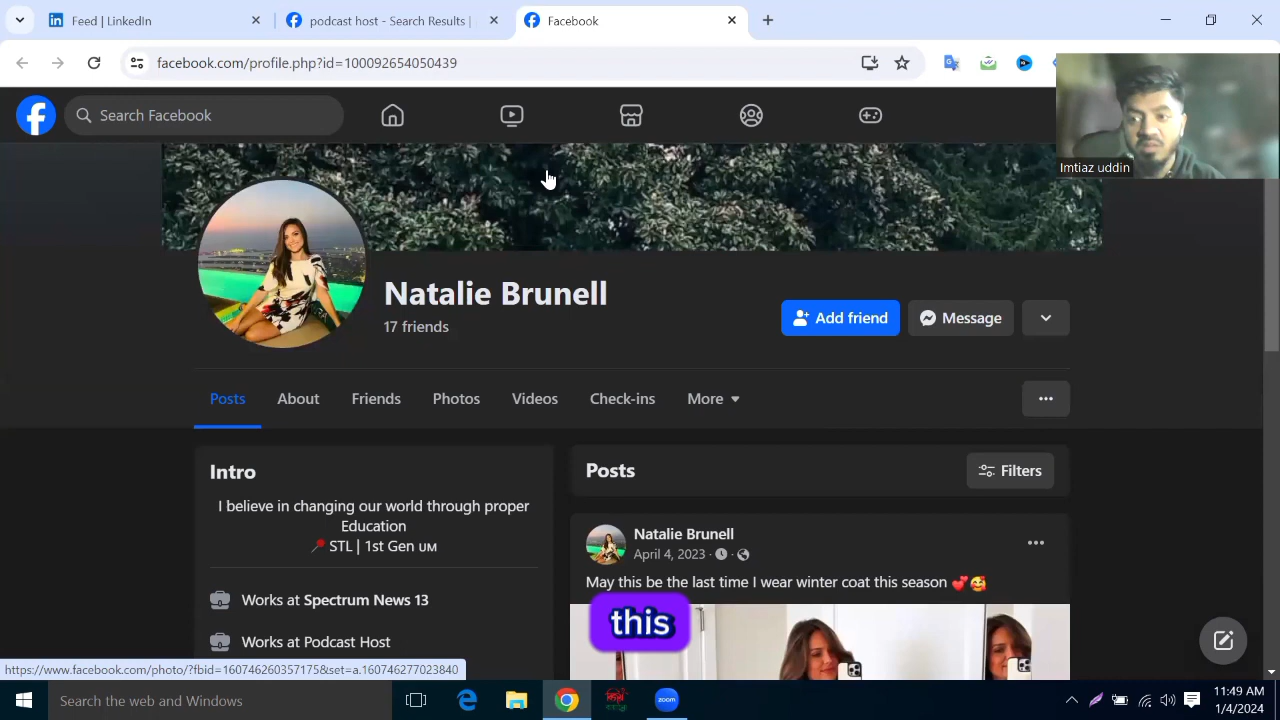 Feed | LinkedIn
podcast host - Search Results |
Facebook
facebook.com/profile.php?id=100092654050439
Search Facebook
Imtiaz uddin
Natalie Brunell
17 friends
Add friend
Message
Posts
About
Friends
Photos
Videos
Check-ins
More
Intro
I believe in changing our world through proper
Education
📍 STL | 1st Gen ᴜᴍ
Works at Spectrum News 13
Works at Podcast Host
Posts
Filters
Natalie Brunell
April 4, 2023 ·
May this be the last time I wear winter coat this season 💕🥰
this
https://www.facebook.com/photo/?fbid=160746260357175&set=a.160746277023840
Search the web and Windows
zoom
11:49 AM
1/4/2024